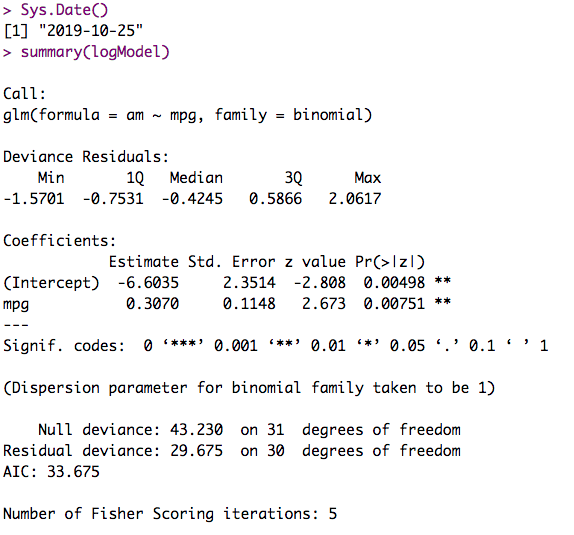 > Sys.Date()
[1] "2019-10-25"
> summary(logModel)
Call:
glm(formula = am ~ mpg, family = binomial)
Deviance Residuals:
    Min       1Q   Median       3Q      Max
-1.5701  -0.7531  -0.4245   0.5866   2.0617
Coefficients:
            Estimate Std. Error z value Pr(>|z|)
(Intercept)  -6.6035     2.3514  -2.808  0.00498 **
mpg           0.3070     0.1148   2.673  0.00751 **
---
Signif. codes:  0 ‘***’ 0.001 ‘**’ 0.01 ‘*’ 0.05 ‘.’ 0.1 ‘ ’ 1
(Dispersion parameter for binomial family taken to be 1)
    Null deviance: 43.230  on 31  degrees of freedom
Residual deviance: 29.675  on 30  degrees of freedom
AIC: 33.675
Number of Fisher Scoring iterations: 5